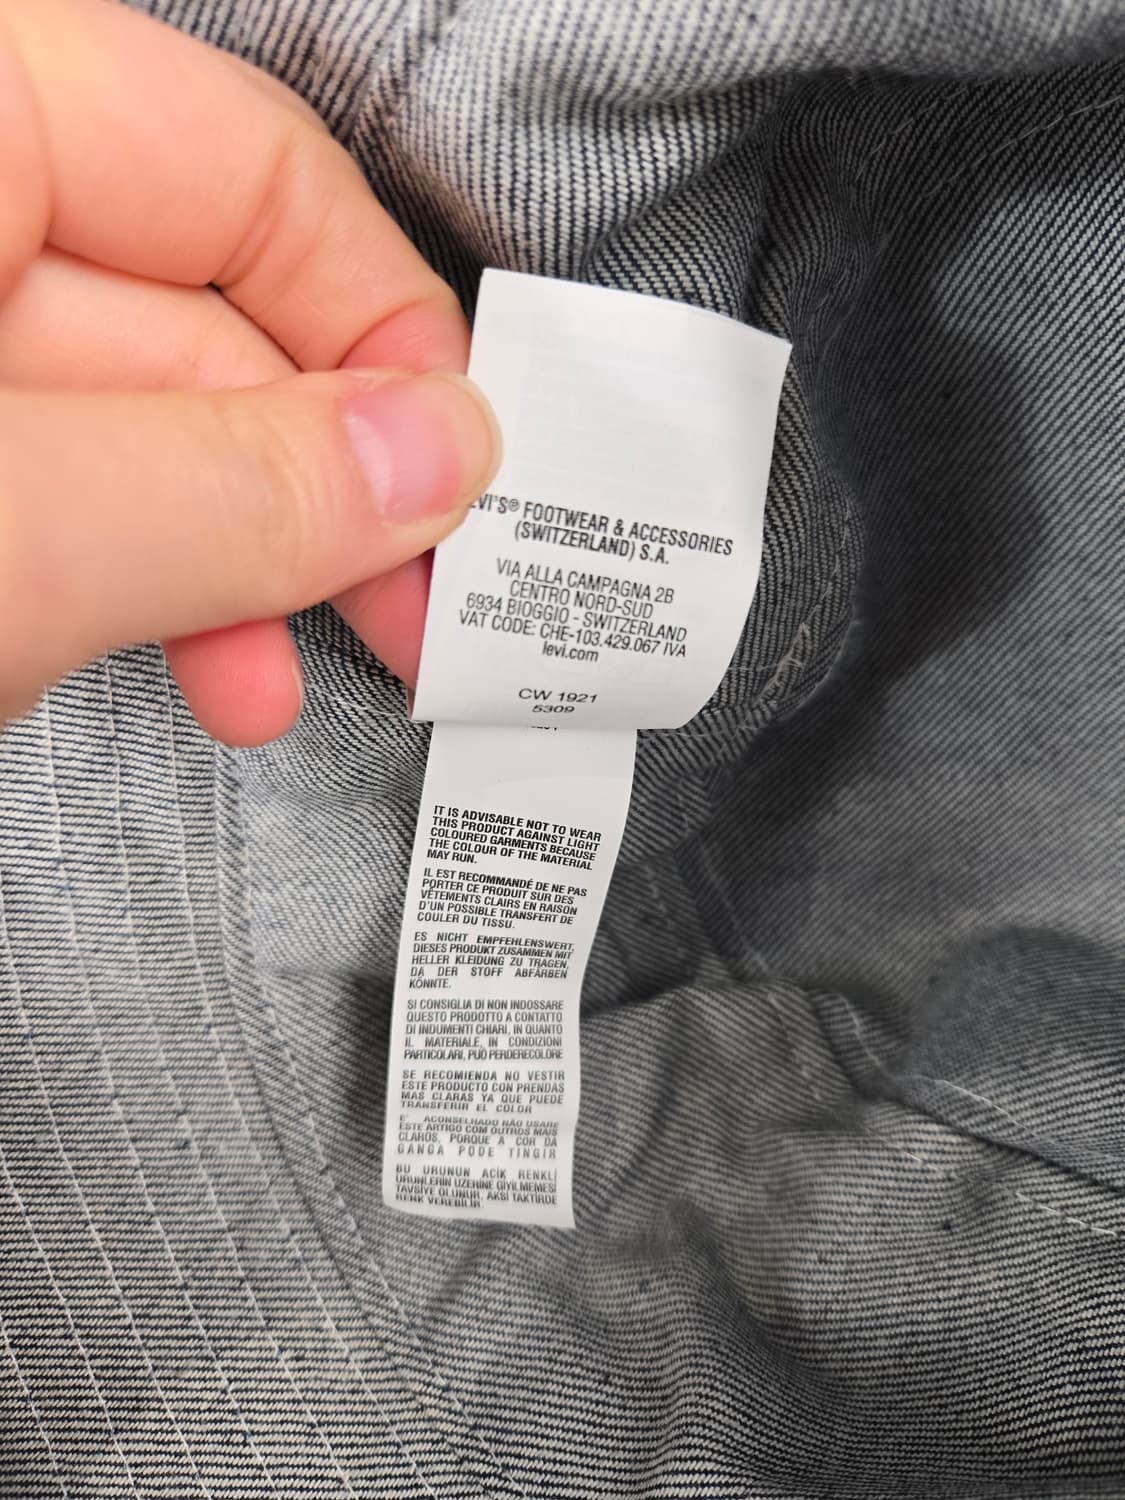 VI'S® FOOTWEAR & ACCESSORIES
(SWITZERLAND) S.A.
VIA ALLA CAMPAGNA 2B
CENTRO NORD-SUD
6934 BIOGGIO - SWITZERLAND
VAT CODE: CHE-103.429.067 IVA
levi.com
CW 1921
5309
IT IS ADVISABLE NOT TO WEAR
THIS PRODUCT AGAINST LIGHT
COLOURED GARMENTS BECAUSE
THE COLOUR OF THE MATERIAL
MAY RUN.
IL EST RECOMMANDÉ DE NE PAS
PORTER CE PRODUIT SUR DES
VÊTEMENTS CLAIRS EN RAISON
D'UN POSSIBLE TRANSFERT DE
COULER DU TISSU.
ES NICHT EMPFEHLENSWERT,
DIESES PRODUKT ZUSAMMEN MIT
HELLER KLEIDUNG ZU TRAGEN,
DA DER STOFF ABFÄRBEN
KÖNNTE.
SI CONSIGLIA DI NON INDOSSARE
QUESTO PRODOTTO A CONTATTO
DI INDUMENTI CHIARI, IN QUANTO
IL MATERIALE, IN CONDIZIONI
PARTICOLARI, PUÒ PERDERECOLORE
SE RECOMIENDA NO VESTIR
ESTE PRODUCTO CON PRENDAS
MAS CLARAS YA QUE PUEDE
TRANSFERIR EL COLOR
E' ACONSELHADO NÃO USARE
ESTE ARTIGO COM OUTROS MAIS
CLAROS, PORQUE A COR DA
GANGA PODE TINGIR
BU URUNUN AÇIK RENKLİ
URUNLERIN UZERINE GIYILMEMESI
TAVSIYE OLUNUR, AKSI TAKTIRDE
RENK VEREBILIR.